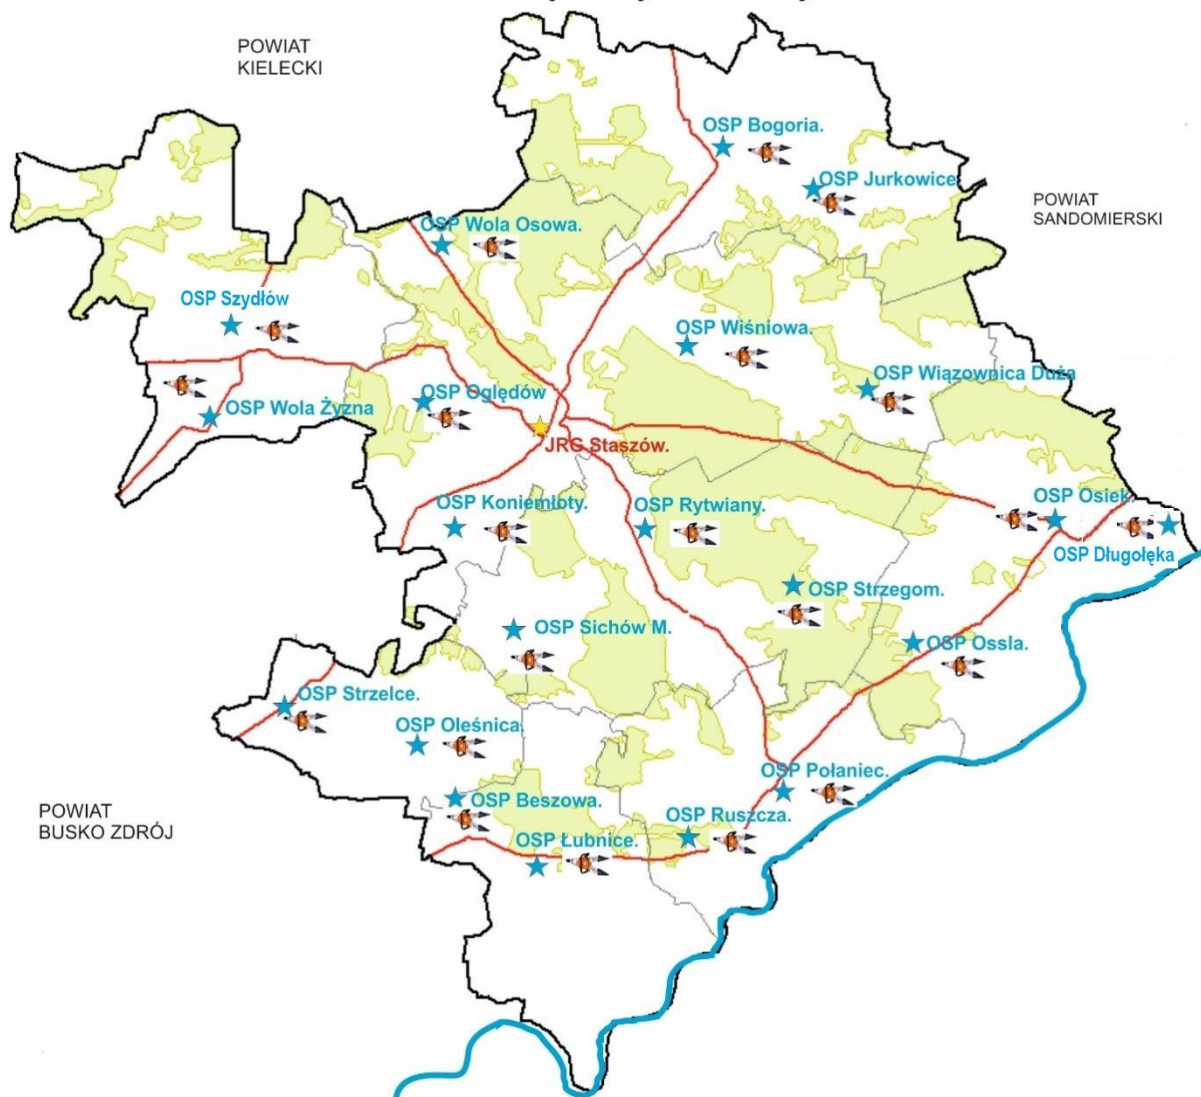 POWIAT
KIELECKI
OSP Bogoria.
OSP Jurkowice
POWIAT
SANDOMIERSKI
OSP Wola Osowa.
OSP Szydłów
OSP Wiśniowa.
OSP Wiązownica Duża
OSP Oględów
OSP Wola Żyzna
JRG Staszów.
OSP Koniemłoty.
OSP Rytwiany.
OSP Osiek.
OSP Długołęka
OSP Strzegom.
OSP Sichów M.
OSP Ossla.
OSP Strzelce.
OSP Oleśnica
OSP Połaniec.
OSP Beszowa.
OSP Ruszcza.
OSP Łubnice.
POWIAT
BUSKO ZDRÓJ